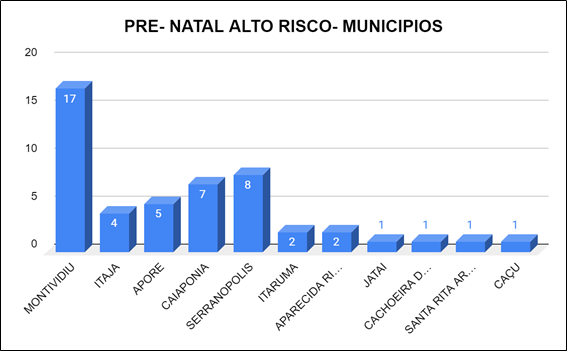 PRE- NATAL ALTO RISCO- MUNICIPIOS
20
15
10
5
0
17
4
5
7
8
2
2
1
1
1
1
MONTIVIDIU
ITAJA
APORE
CAIAPONIA
SERRANOPOLIS
ITARUMA
APARECIDA RI...
JATAI
CACHOEIRA D...
SANTA RITA AR...
CAÇU